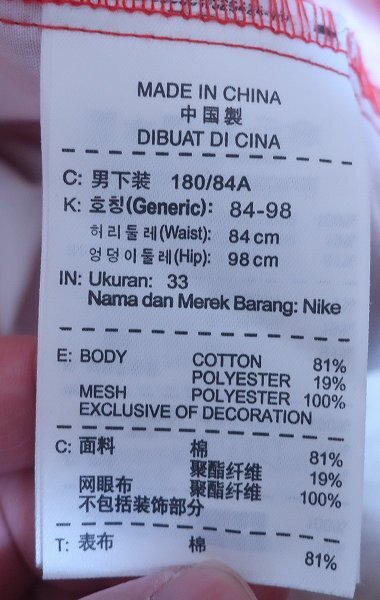 MADE IN CHINA
中国製
DIBUAT DI CINA
C: 男下装 180/84A
K: 호칭(Generic): 84-98
허리둘레(Waist): 84cm
엉덩이둘레(Hip): 98cm
IN: Ukuran: 33
Nama dan Merek Barang: Nike
E: BODY COTTON 81%
POLYESTER 19%
MESH POLYESTER 100%
EXCLUSIVE OF DECORATION
C: 面料 棉 81%
聚酯纤维 19%
网眼布 聚酯纤维 100%
不包括装饰部分
T: 表布 棉 81%